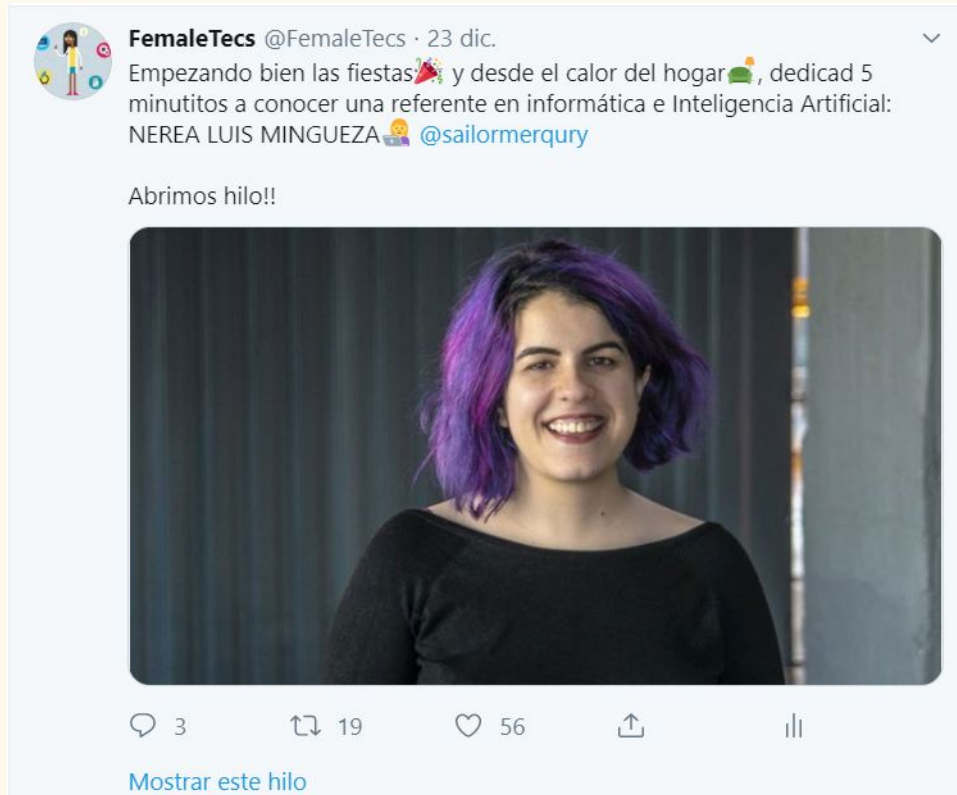 FemaleTecs @FemaleTecs · 23 dic.
Empezando bien las fiestas🎉 y desde el calor del hogar🛋️, dedicad 5
minutitos a conocer una referente en informática e Inteligencia Artificial:
NEREA LUIS MINGUEZA👩‍💻 @sailormerqury
Abrimos hilo!!
3 19 56
Mostrar este hilo